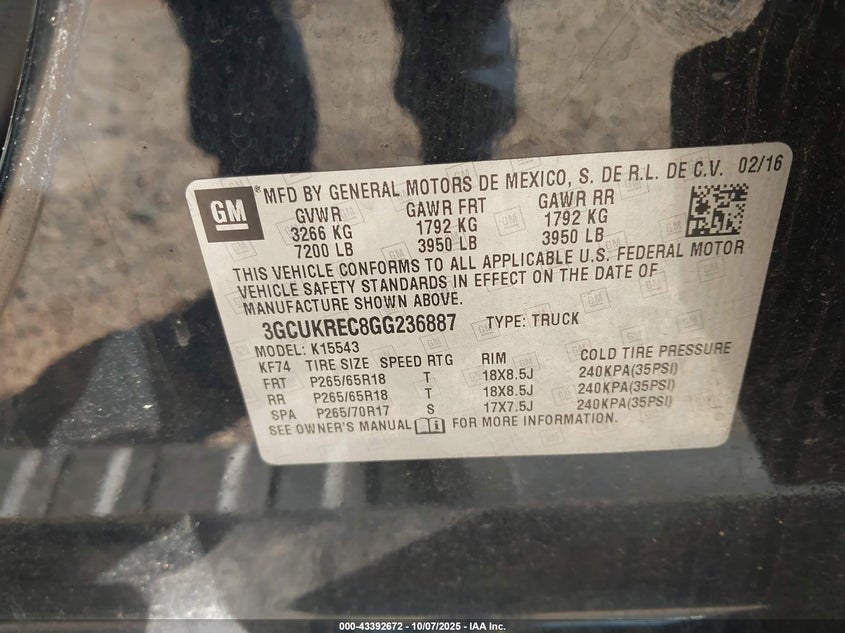 GM
MFD BY GENERAL MOTORS DE MEXICO, S. DE R.L. DE C.V. 02/16
GVWR GAWR FRT GAWR RR
3266 KG 1792 KG 1792 KG
7200 LB 3950 LB 3950 LB
THIS VEHICLE CONFORMS TO ALL APPLICABLE U.S. FEDERAL MOTOR
VEHICLE SAFETY STANDARDS IN EFFECT ON THE DATE OF
MANUFACTURE SHOWN ABOVE.
3GCUKREC8GG236887 TYPE: TRUCK
MODEL: K15543
KF74 TIRE SIZE SPEED RTG RIM COLD TIRE PRESSURE
FRT P265/65R18 T 18X8.5J 240KPA(35PSI)
RR P265/65R18 T 18X8.5J 240KPA(35PSI)
SPA P265/70R17 S 17X7.5J 240KPA(35PSI)
SEE OWNER'S MANUAL FOR MORE INFORMATION.
000-43392672 - 10/07/2025 - IAA Inc.